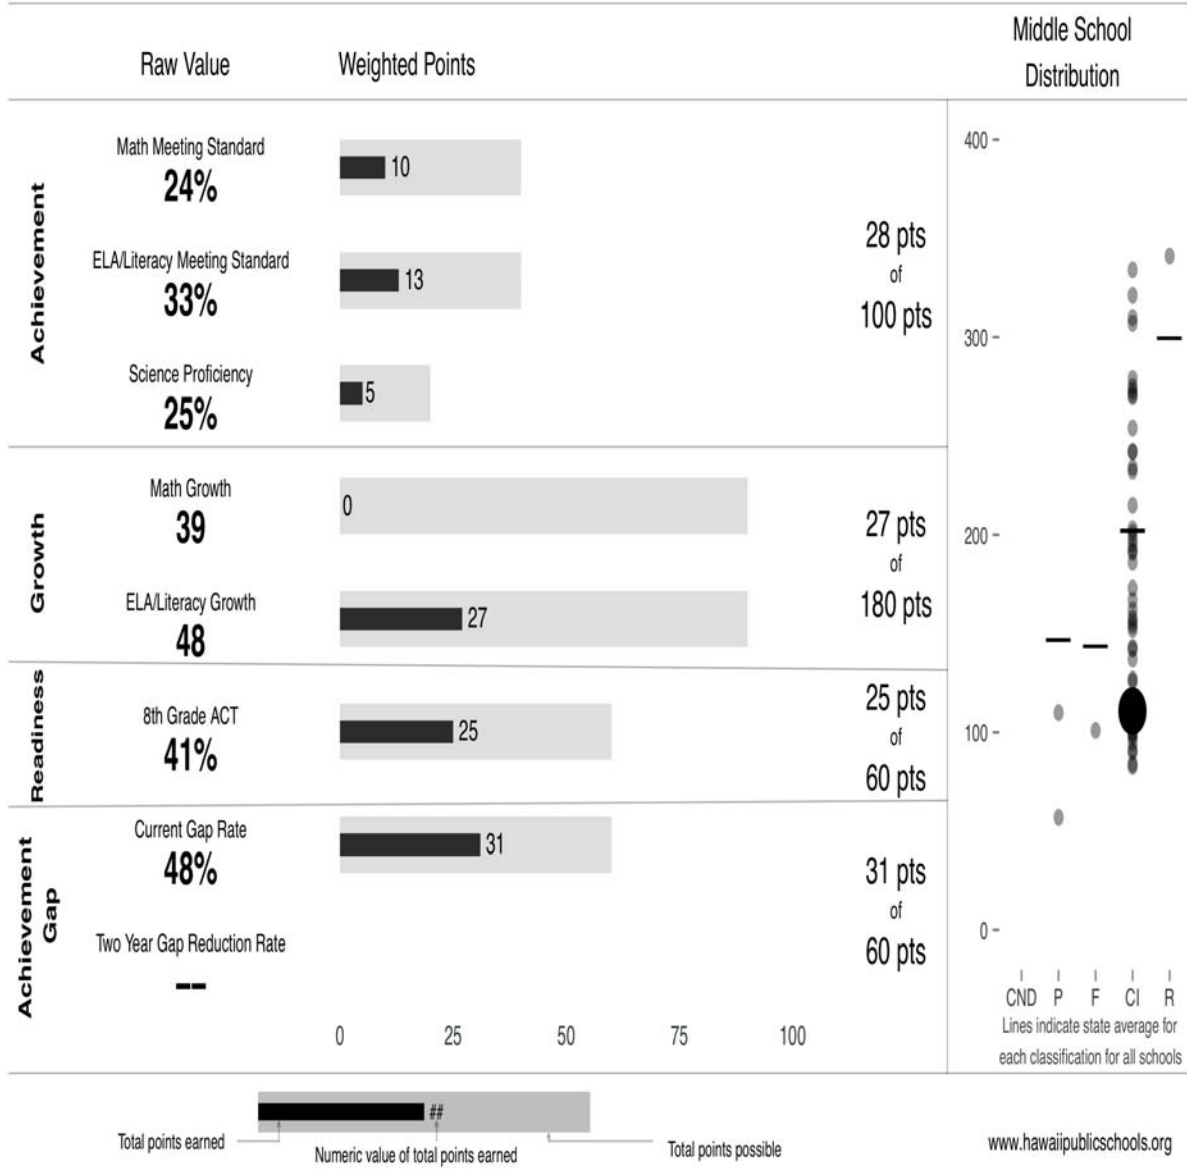 Raw Value Weighted Points
Middle School
Distribution
Achievement
Math Meeting Standard
24%
10
ELA/Literacy Meeting Standard
33%
13
Science Proficiency
25%
5
28 pts
of
100 pts
Growth
Math Growth
39
0
ELA/Literacy Growth
48
27
27 pts
of
180 pts
Readiness
8th Grade ACT
41%
25
25 pts
of
60 pts
Achievement
Gap
Current Gap Rate
48%
31
Two Year Gap Reduction Rate
--
31 pts
of
60 pts
0 25 50 75 100
400
300
200
100
0
CND P F CI R
Lines indicate state average for
each classification for all schools
##
Total points earned
Numeric value of total points earned
Total points possible
www.hawaiipublicschools.org